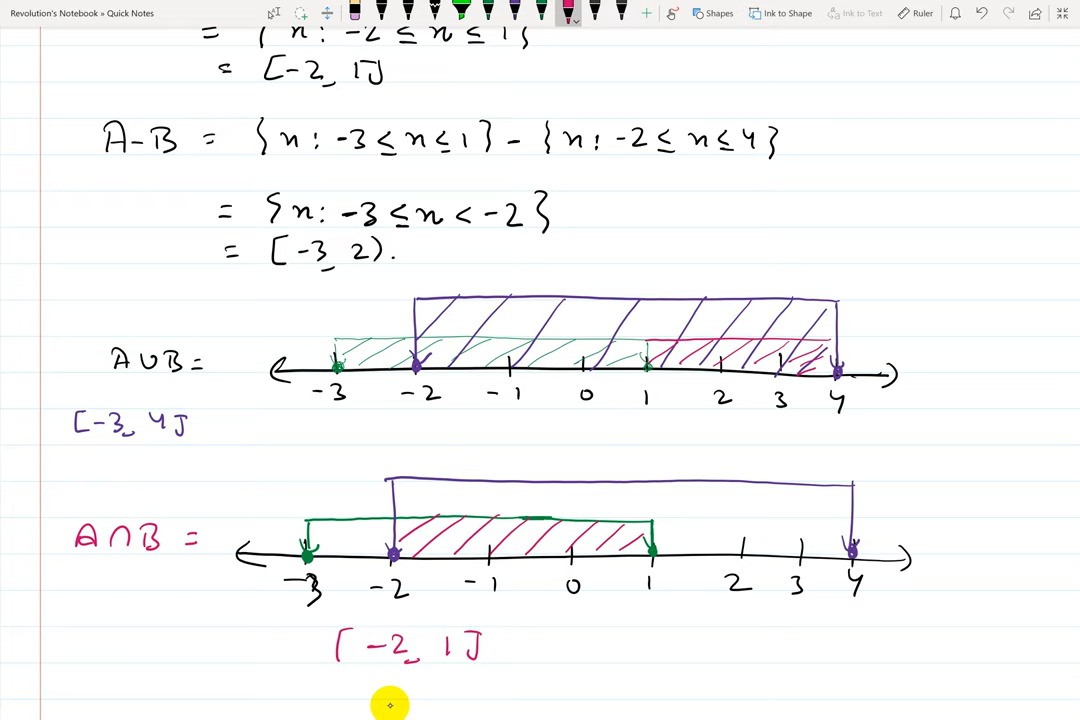 Revolution's Notebook » Quick Notes
Shapes Ink to Shape Ink to Text Ruler
= {n: -2 ≤ n ≤ 1}
= [-2, 1]
A-B = {n: -3 ≤ n ≤ 1} - {n: -2 ≤ n ≤ 4}
= {n: -3 ≤ n < -2}
= [-3, 2).
A∪B =
-3 -2 -1 0 1 2 3 4
[-3, 4]
A∩B =
-3 -2 -1 0 1 2 3 4
[-2, 1]